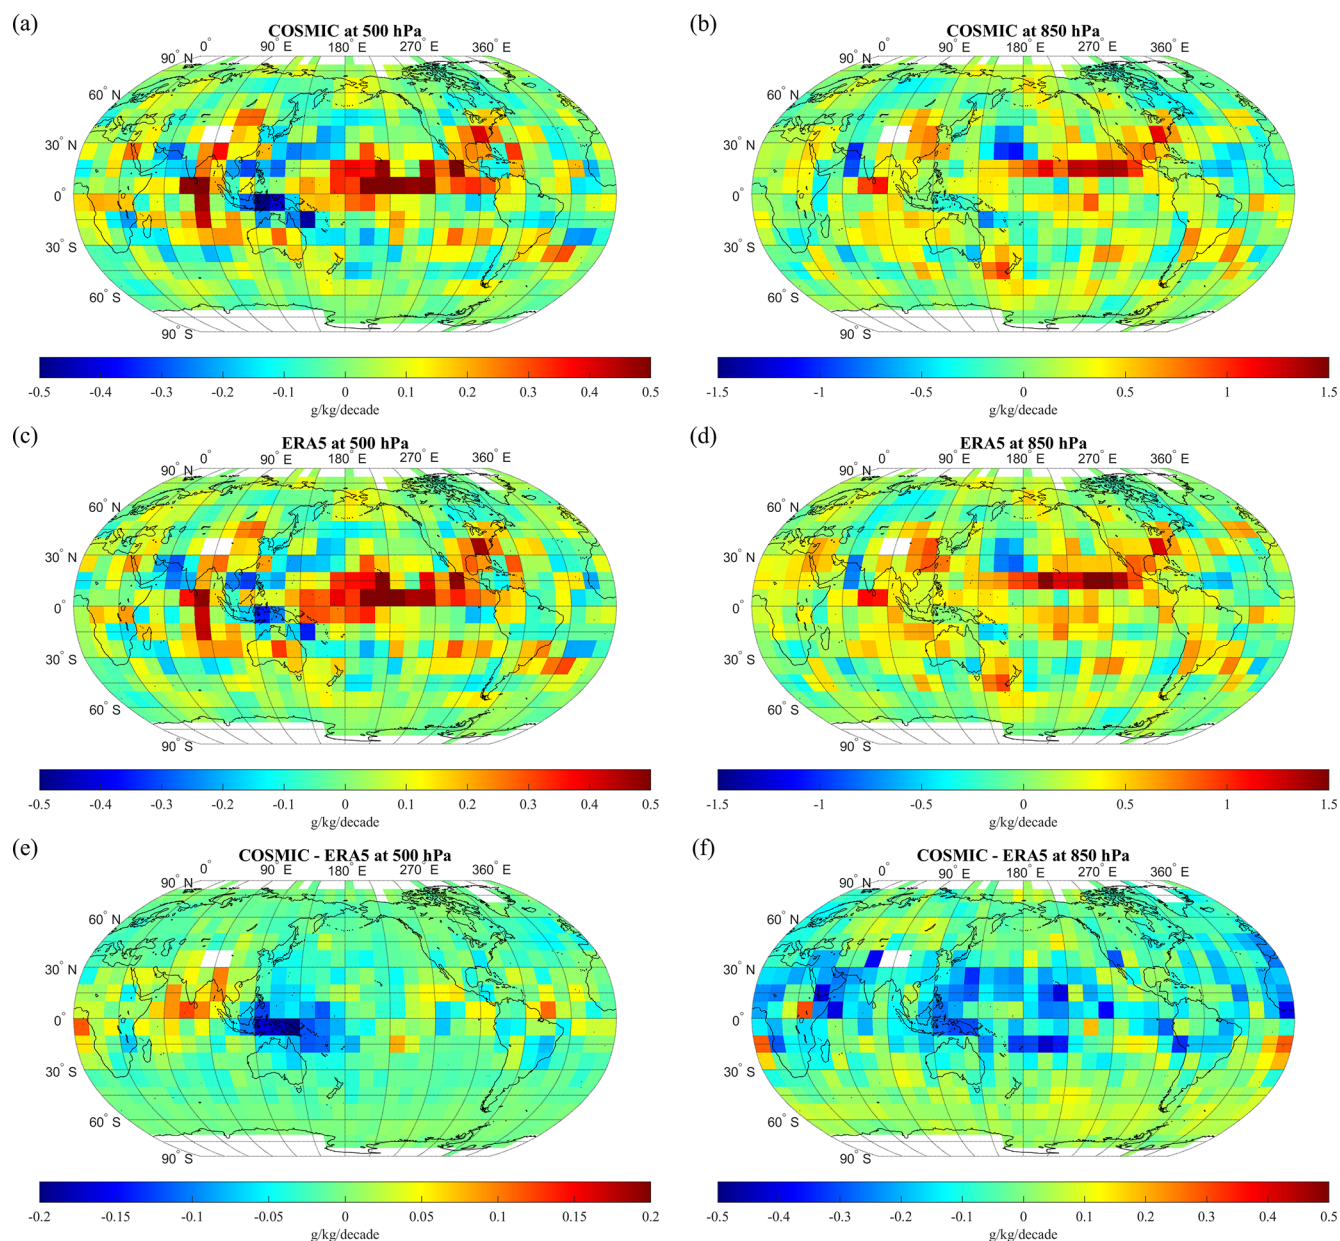 (a)
COSMIC at 500 hPa
0° 90° E 180° E 270° E 360° E
90° N
60° N
30° N
0°
30° S
60° S
90° S
-0.5 -0.4 -0.3 -0.2 -0.1 0 0.1 0.2 0.3 0.4 0.5
g/kg/decade
(b)
COSMIC at 850 hPa
0° 90° E 180° E 270° E 360° E
90° N
60° N
30° N
0°
30° S
60° S
90° S
-1.5 -1 -0.5 0 0.5 1 1.5
g/kg/decade
(c)
ERA5 at 500 hPa
0° 90° E 180° E 270° E 360° E
90° N
60° N
30° N
0°
30° S
60° S
90° S
-0.5 -0.4 -0.3 -0.2 -0.1 0 0.1 0.2 0.3 0.4 0.5
g/kg/decade
(d)
ERA5 at 850 hPa
0° 90° E 180° E 270° E 360° E
90° N
60° N
30° N
0°
30° S
60° S
90° S
-1.5 -1 -0.5 0 0.5 1 1.5
g/kg/decade
(e)
COSMIC - ERA5 at 500 hPa
0° 90° E 180° E 270° E 360° E
90° N
60° N
30° N
0°
30° S
60° S
90° S
-0.2 -0.15 -0.1 -0.05 0 0.05 0.1 0.15 0.2
g/kg/decade
(f)
COSMIC - ERA5 at 850 hPa
0° 90° E 180° E 270° E 360° E
90° N
60° N
30° N
0°
30° S
60° S
90° S
-0.5 -0.4 -0.3 -0.2 -0.1 0 0.1 0.2 0.3 0.4 0.5
g/kg/decade